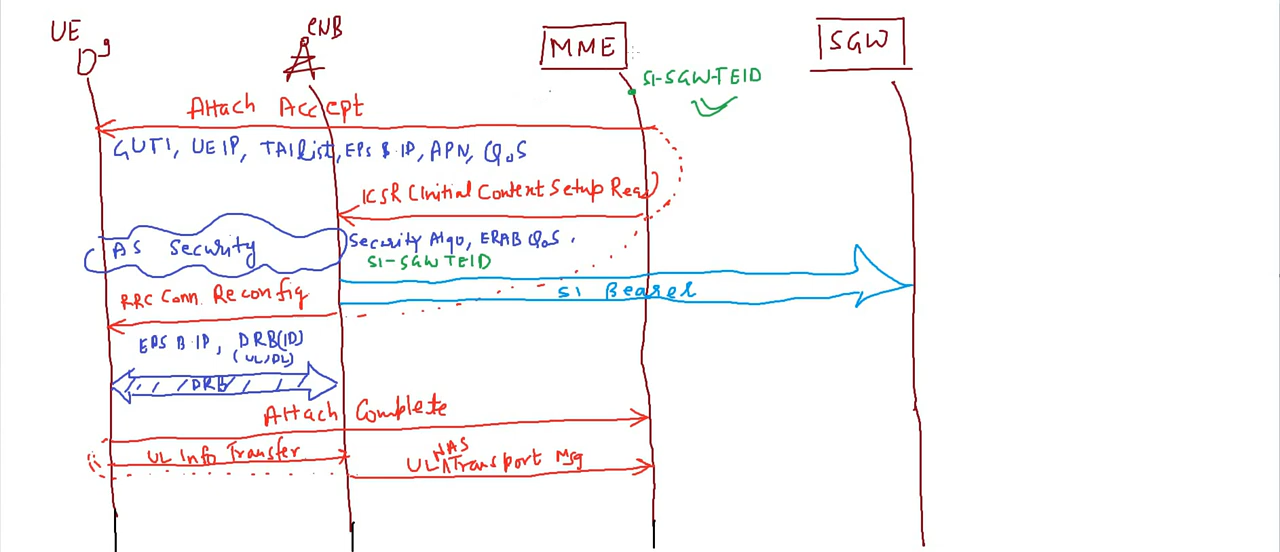 UE
eNB
MME
SGW
S1-SGW-TEID
Attach Accept
GUTI, UE IP, TAI list, EPS B·ID, APN, QoS
ICSR (Initial Context Setup Req)
AS Security
Security Algo, ERAB QoS.
S1-SGW TEID
S1 Bearer
RRC Conn. Reconfig
EPS B·ID, DRB(ID)
(UL/DL)
DRB
Attach Complete
UL Info Transfer
NAS
UL ʌ Transport Msg